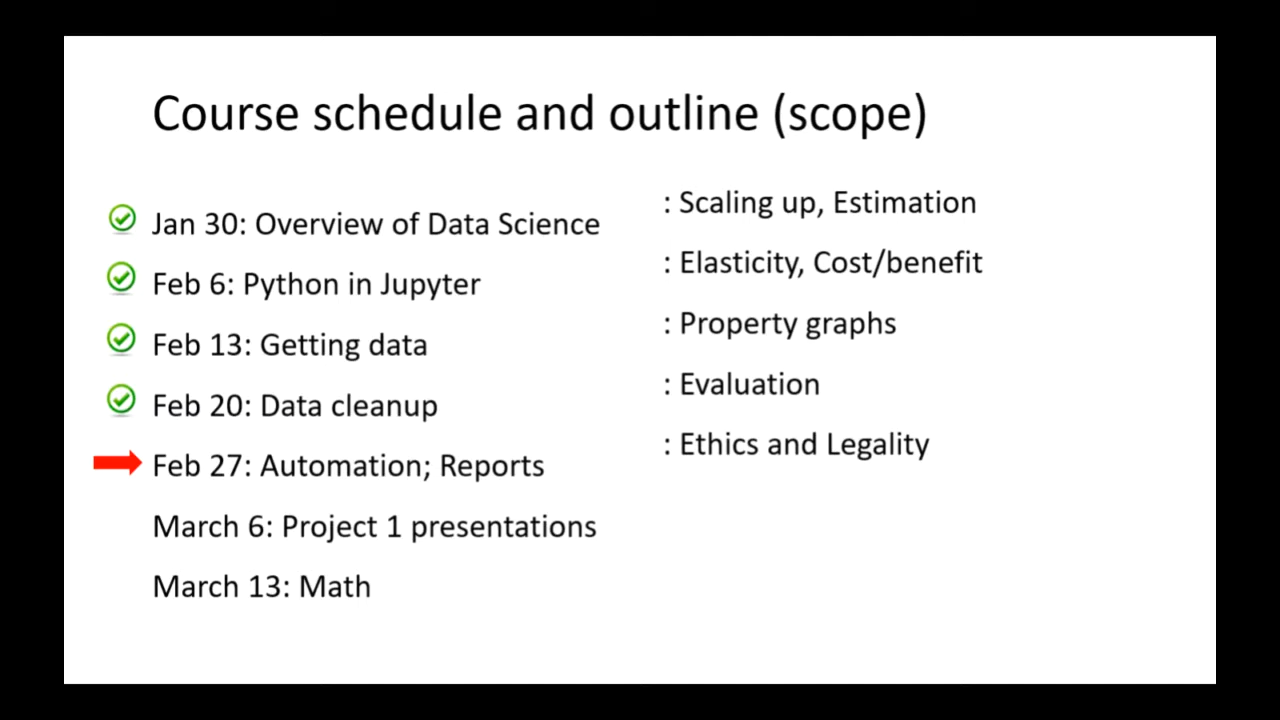 Course schedule and outline (scope)
Jan 30: Overview of Data Science
Feb 6: Python in Jupyter
Feb 13: Getting data
Feb 20: Data cleanup
Feb 27: Automation; Reports
March 6: Project 1 presentations
March 13: Math
: Scaling up, Estimation
: Elasticity, Cost/benefit
: Property graphs
: Evaluation
: Ethics and Legality